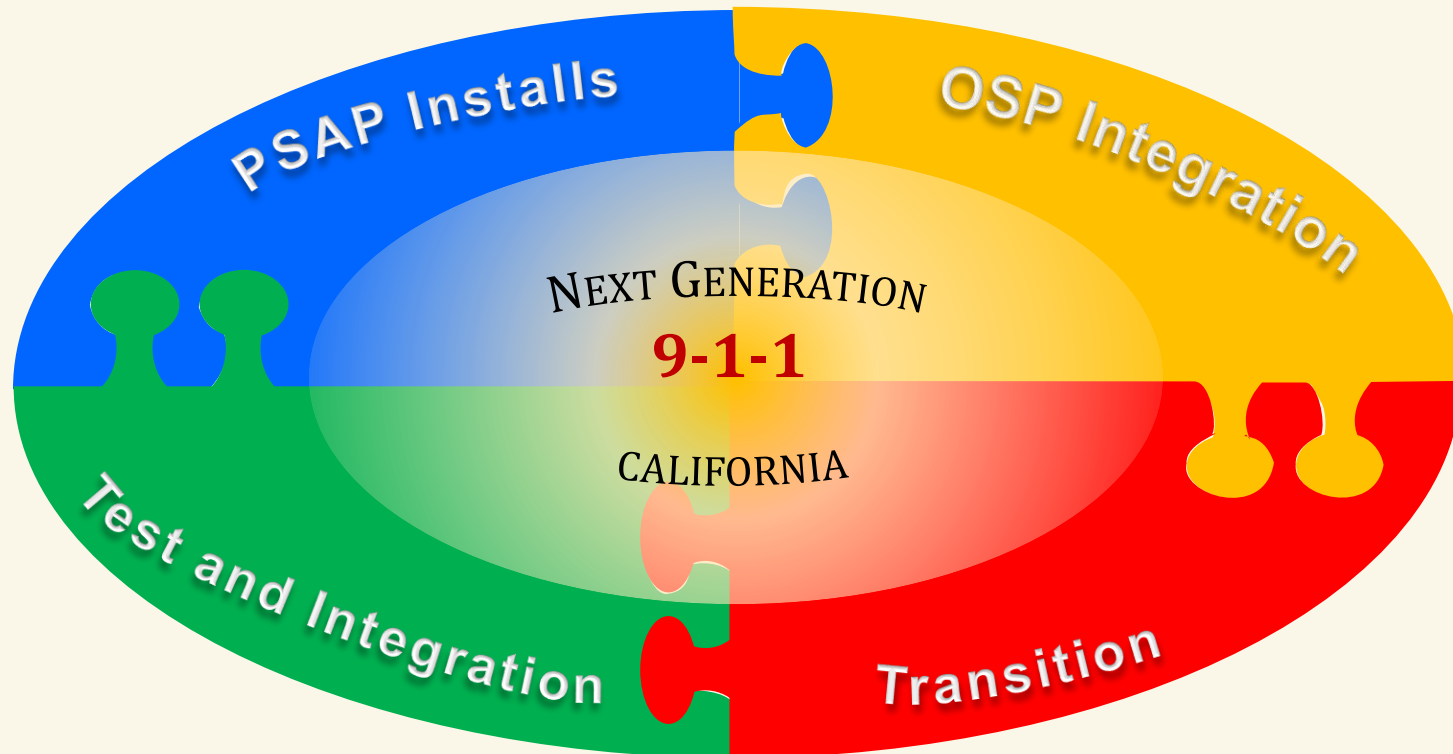 PSAP Installs
OSP Integration
NEXT GENERATION
9-1-1
CALIFORNIA
Test and Integration
Transition